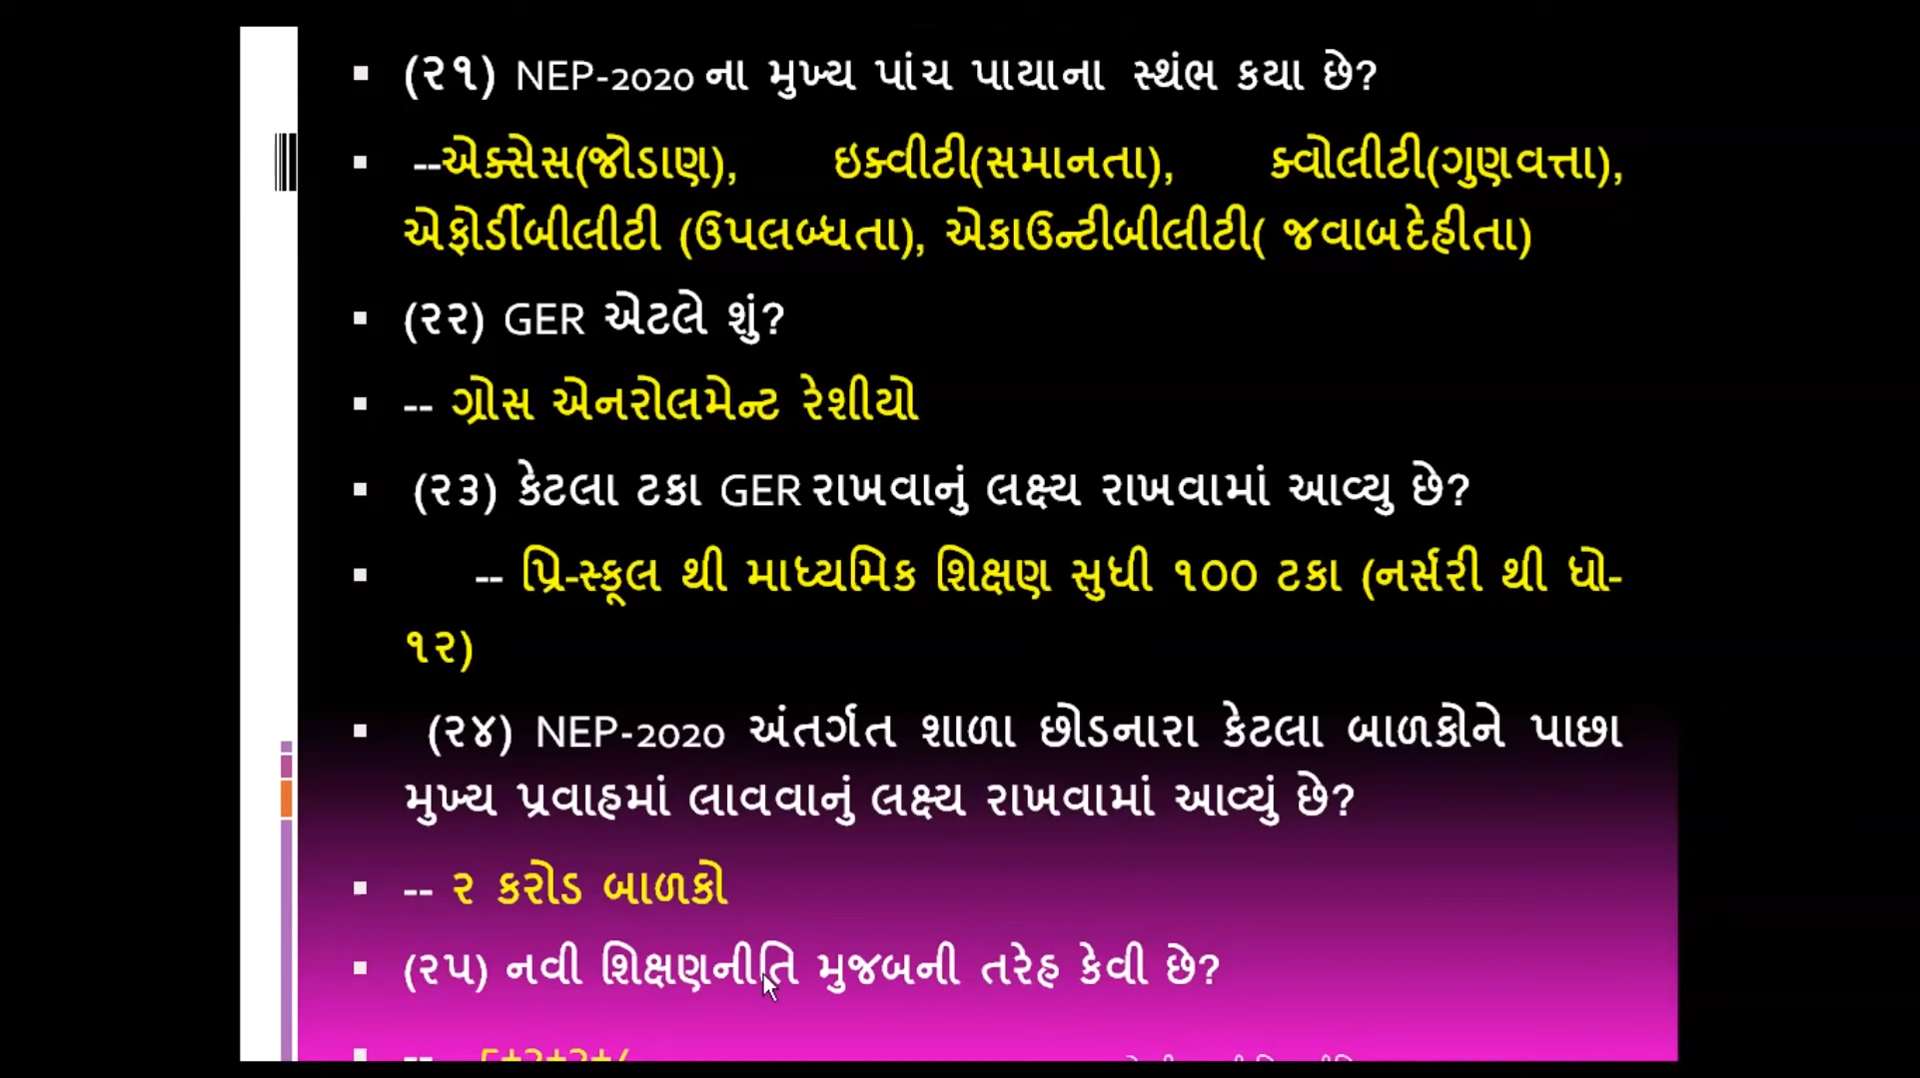 (૨૧) NEP-2020 ના મુખ્ય પાંચ પાયાના સ્થંભ કયા છે?
--એક્સેસ(જોડાણ), ઇક્વીટી(સમાનતા), ક્વોલીટી(ગુણવત્તા),
એફોર્ડીબીલીટી (ઉપલબ્ધતા), એકાઉન્ટીબીલીટી( જવાબદેહીતા)
(૨૨) GER એટલે શું?
-- ગ્રોસ એનરોલમેન્ટ રેશીયો
(૨૩) કેટલા ટકા GER રાખવાનું લક્ષ્ય રાખવામાં આવ્યુ છે?
-- પ્રિ-સ્કૂલ થી માધ્યમિક શિક્ષણ સુધી ૧૦૦ ટકા (નર્સરી થી ધો-
૧૨)
(૨૪) NEP-2020 અંતર્ગત શાળા છોડનારા કેટલા બાળકોને પાછા
મુખ્ય પ્રવાહમાં લાવવાનું લક્ષ્ય રાખવામાં આવ્યું છે?
-- ૨ કરોડ બાળકો
(૨૫) નવી શિક્ષણનીતિ મુજબની તરેહ કેવી છે?
--